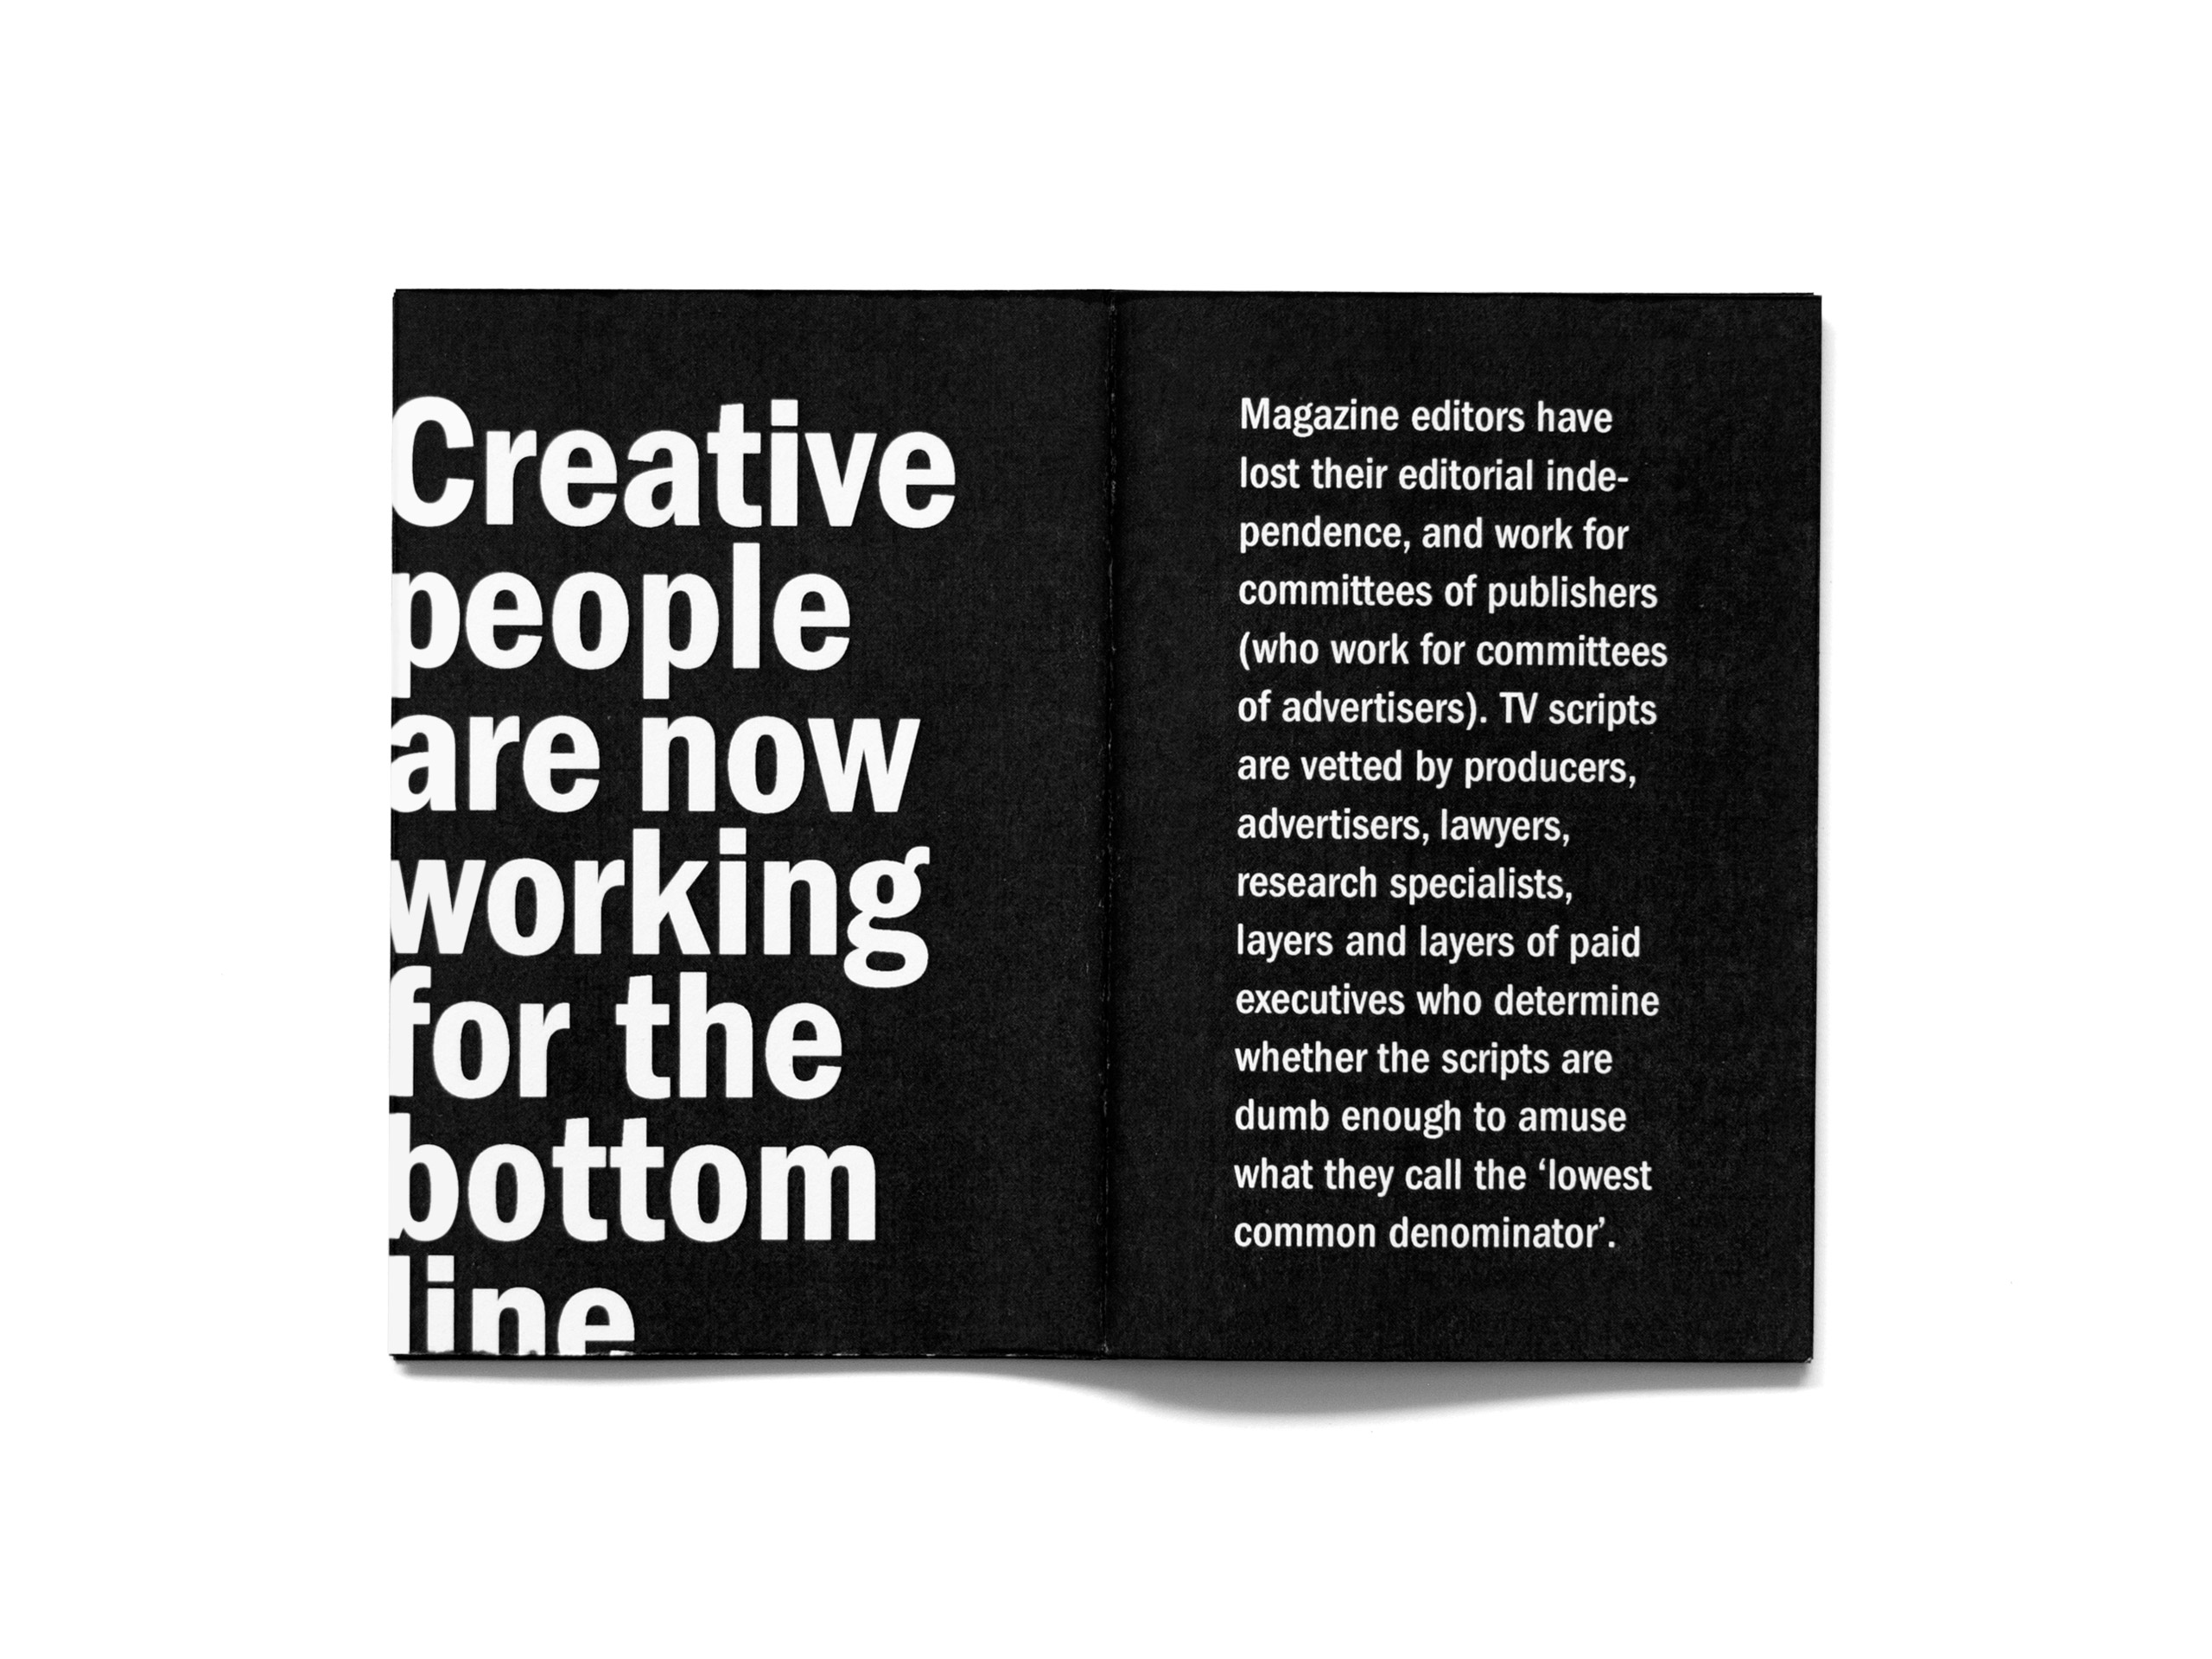 Creative
people
are now
working
for the
bottom
line
Magazine editors have
lost their editorial inde-
pendence, and work for
committees of publishers
(who work for committees
of advertisers). TV scripts
are vetted by producers,
advertisers, lawyers,
research specialists,
layers and layers of paid
executives who determine
whether the scripts are
dumb enough to amuse
what they call the ‘lowest
common denominator’.